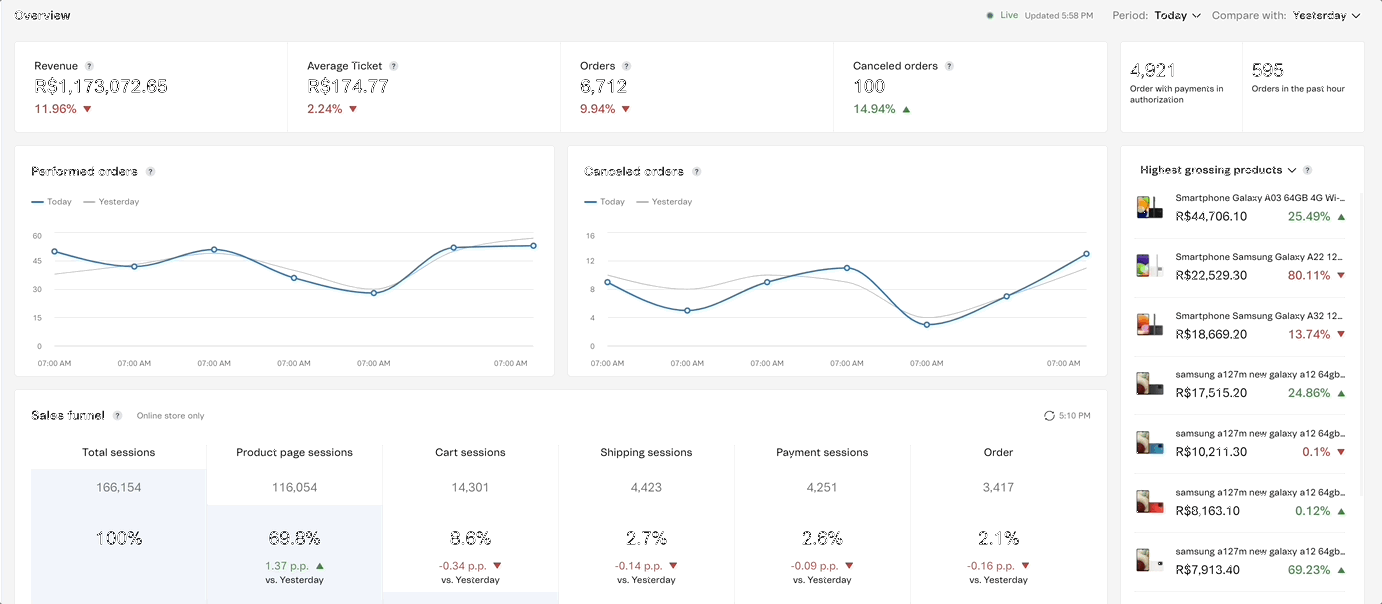 Overview
Live Updated 5:58 PM Period: Today Compare with: Yesterday
Revenue ?
R$1,173,072.65
11.96%
Average Ticket ?
R$174.77
2.24%
Orders ?
6,712
9.94%
Canceled orders ?
100
14.94%
4,921
Order with payments in
authorization
595
Orders in the past hour
Performed orders ?
Today Yesterday
60
45
30
15
0
07:00 AM 07:00 AM 07:00 AM 07:00 AM 07:00 AM 07:00 AM
Canceled orders ?
Today Yesterday
16
12
8
4
0
07:00 AM 07:00 AM 07:00 AM 07:00 AM 07:00 AM 07:00 AM
Highest grossing products ?
Smartphone Galaxy A03 64GB 4G Wi-...
R$44,706.10 25.49%
Smartphone Samsung Galaxy A22 12...
R$22,529.30 80.11%
Smartphone Samsung Galaxy A32 12...
R$18,669.20 13.74%
samsung a127m new galaxy a12 64gb...
R$17,515.20 24.86%
samsung a127m new galaxy a12 64gb...
R$10,211.30 0.1%
samsung a127m new galaxy a12 64gb...
R$8,163.10 0.12%
samsung a127m new galaxy a12 64gb...
R$7,913.40 69.23%
Sales funnel ? Online store only 5:10 PM
Total sessions
166,154
100%
Product page sessions
116,054
69.8%
1.37 p.p.
vs. Yesterday
Cart sessions
14,301
8.6%
-0.34 p.p.
vs. Yesterday
Shipping sessions
4,423
2.7%
-0.14 p.p.
vs. Yesterday
Payment sessions
4,251
2.6%
-0.09 p.p.
vs. Yesterday
Order
3,417
2.1%
-0.16 p.p.
vs. Yesterday